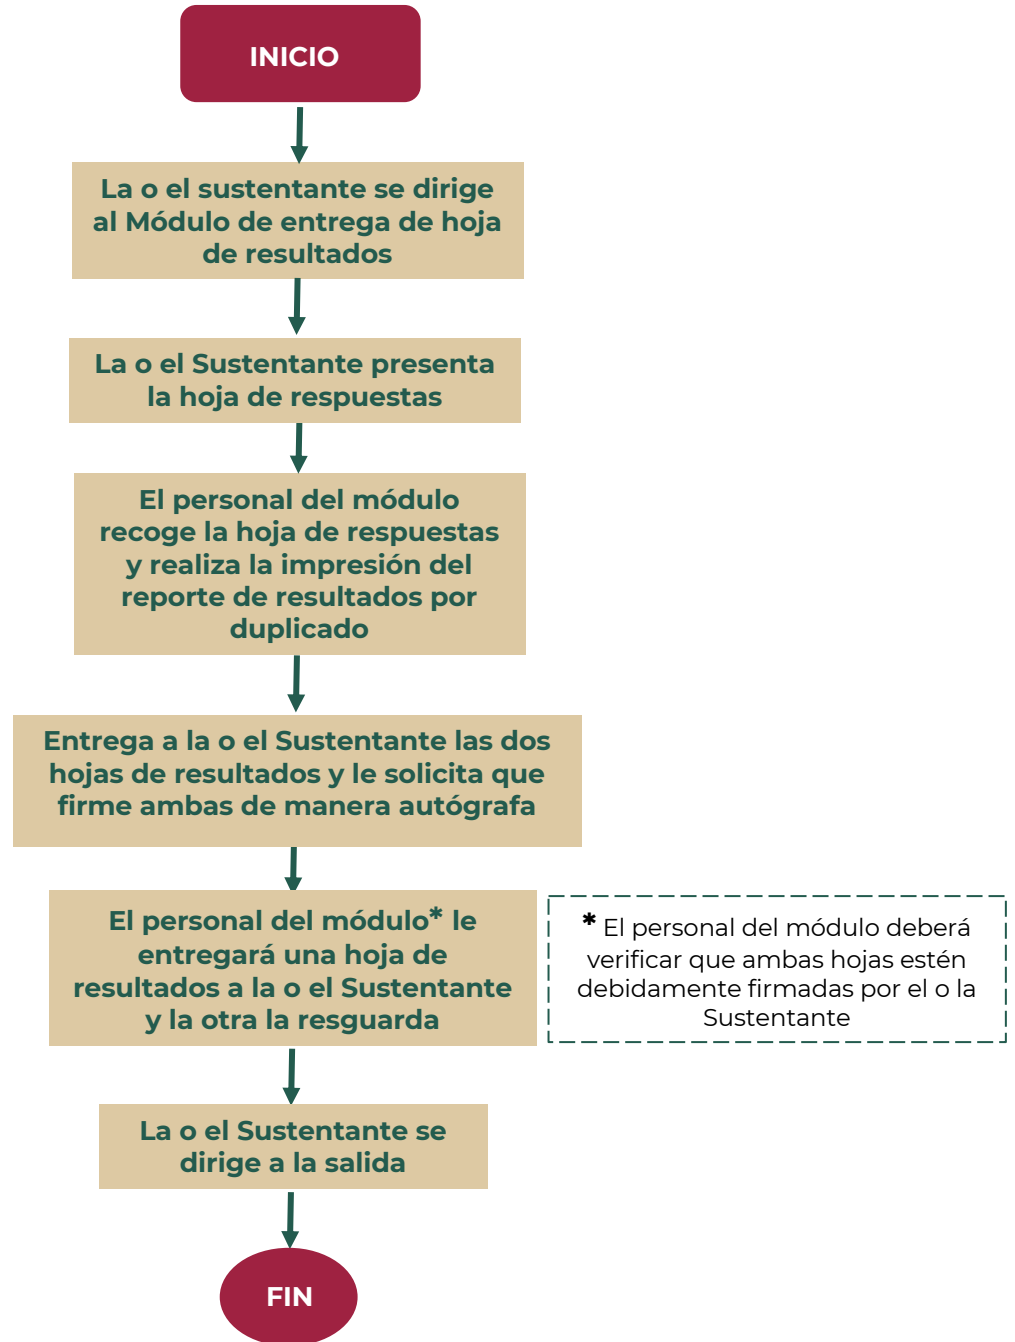 INICIO
La o el sustentante se dirige
al Módulo de entrega de hoja
de resultados
La o el Sustentante presenta
la hoja de respuestas
El personal del módulo
recoge la hoja de respuestas
y realiza la impresión del
reporte de resultados por
duplicado
Entrega a la o el Sustentante las dos
hojas de resultados y le solicita que
firme ambas de manera autógrafa
El personal del módulo* le
entregará una hoja de
resultados a la o el Sustentante
y la otra la resguarda
* El personal del módulo deberá
verificar que ambas hojas estén
debidamente firmadas por el o la
Sustentante
La o el Sustentante se
dirige a la salida
FIN